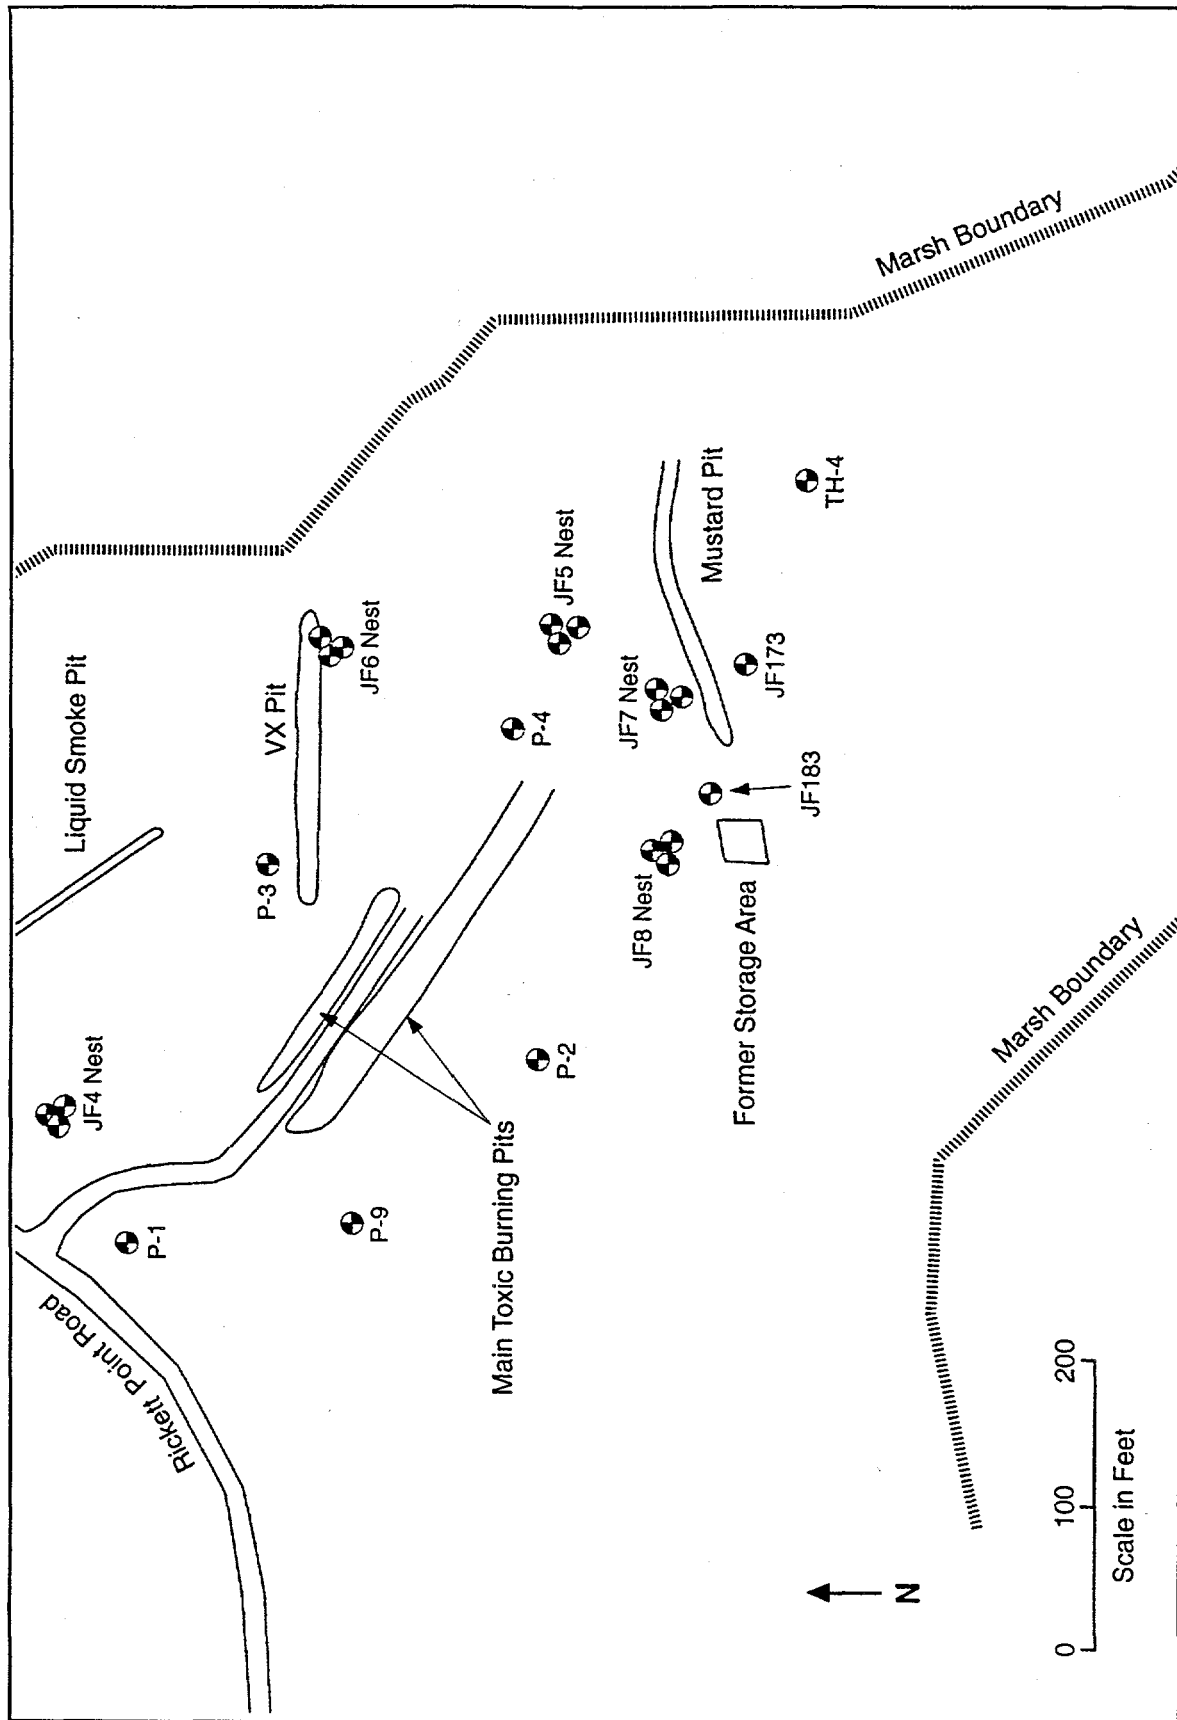 Rickett Point Road
P-1
JF4 Nest
P-9
Main Toxic Burning Pits
P-2
Liquid Smoke Pit
P-3
VX Pit
JF6 Nest
P-4
JF5 Nest
JF8 Nest
JF7 Nest
Former Storage Area
JF183
JF173
Mustard Pit
TH-4
Marsh Boundary
Marsh Boundary
N
0 100 200
Scale in Feet